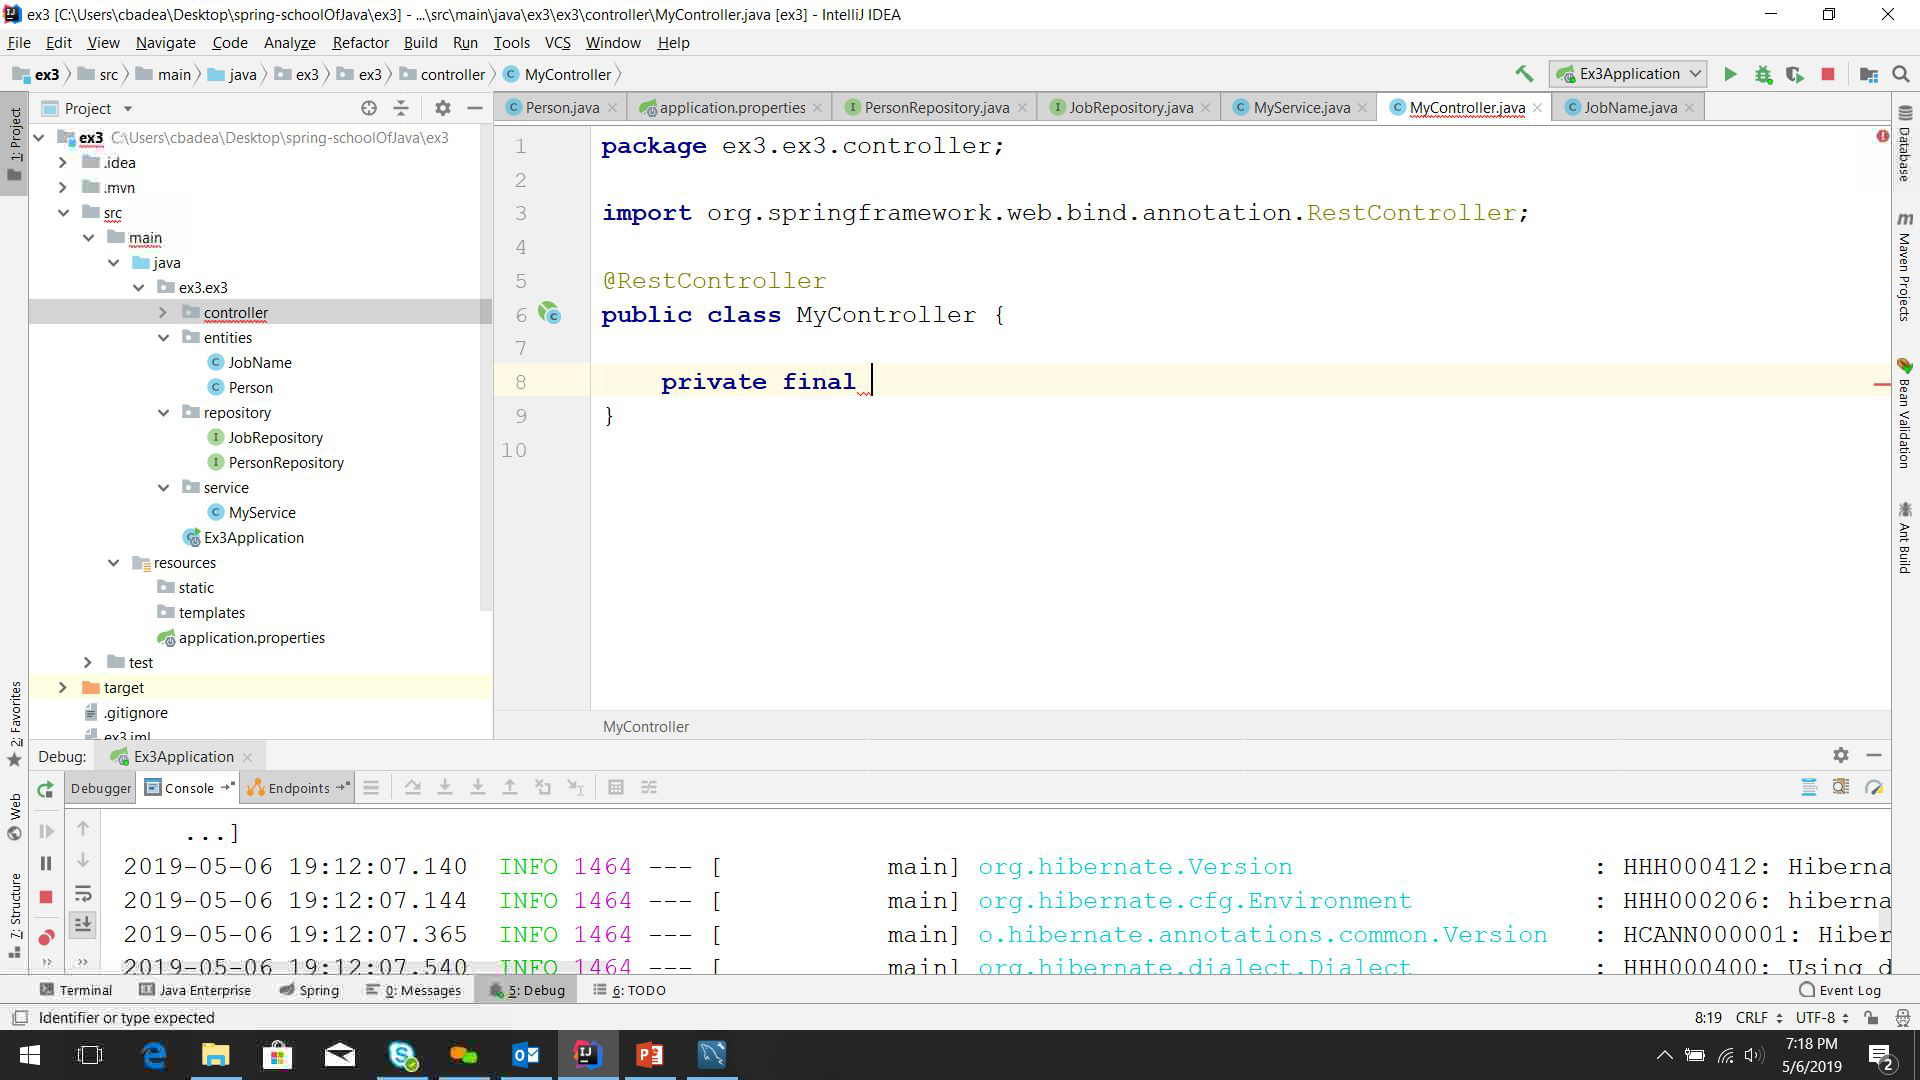 ex3 [C:\Users\cbadea\Desktop\spring-schoolOfJava\ex3] - ...\src\main\java\ex3\ex3\controller\MyController.java [ex3] - IntelliJ IDEA
File Edit View Navigate Code Analyze Refactor Build Run Tools VCS Window Help
ex3 src main java ex3 ex3 controller MyController
Ex3Application
Project
Person.java application.properties PersonRepository.java JobRepository.java MyService.java MyController.java JobName.java
1: Project
ex3 C:\Users\cbadea\Desktop\spring-schoolOfJava\ex3
.idea
.mvn
src
main
java
ex3.ex3
controller
entities
JobName
Person
repository
JobRepository
PersonRepository
service
MyService
Ex3Application
resources
static
templates
application.properties
test
target
.gitignore
ex3.iml
1 package ex3.ex3.controller;
2
3 import org.springframework.web.bind.annotation.RestController;
4
5 @RestController
6 public class MyController {
7
8 private final
9 }
10
MyController
Database
Maven Projects
Bean Validation
Ant Build
2: Favorites
Web
7: Structure
Debug: Ex3Application
Debugger Console Endpoints
...]
2019-05-06 19:12:07.140 INFO 1464 --- [ main] org.hibernate.Version : HHH000412: Hiberna
2019-05-06 19:12:07.144 INFO 1464 --- [ main] org.hibernate.cfg.Environment : HHH000206: hiberna
2019-05-06 19:12:07.365 INFO 1464 --- [ main] o.hibernate.annotations.common.Version : HCANN000001: Hiber
2019-05-06 19:12:07.540 INFO 1464 --- [ main] org.hibernate.dialect.Dialect : HHH000400: Using d
Terminal Java Enterprise Spring 0: Messages 5: Debug 6: TODO Event Log
Identifier or type expected 8:19 CRLF UTF-8
7:18 PM
5/6/2019
2